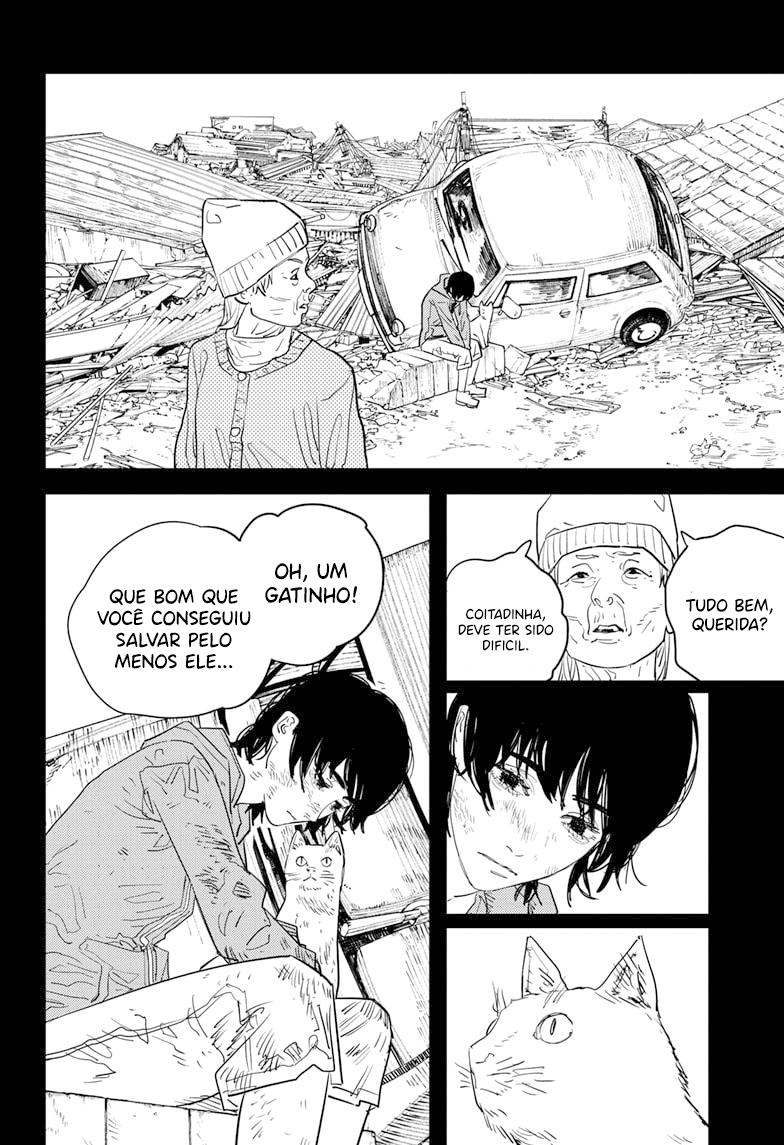 TUDO BEM,
QUERIDA?
COITADINHA,
DEVE TER SIDO
DIFICIL.
OH, UM
GATINHO!
QUE BOM QUE
VOCÊ CONSEGUIU
SALVAR PELO
MENOS ELE...